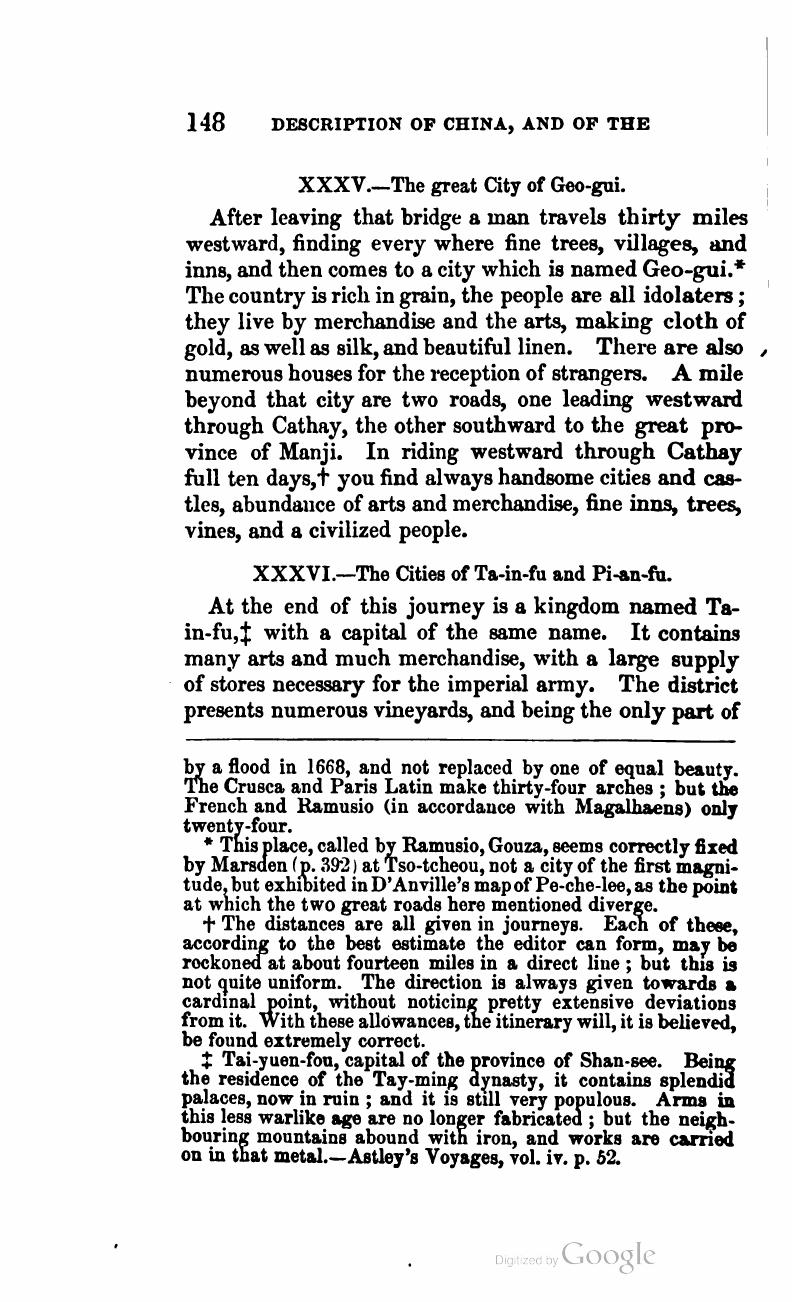 148 DESCRIPTION OF CHINA, AND OF THE
XXXV.—The great City of Geo-gui.
After leaving that bridge a man travels thirty miles
westward, finding every where fine trees, villages, and
inns, and then comes to a city which is named Geo-gui.*
The country is rich in grain, the people are all idolaters;
they live by merchandise and the arts, making cloth of
gold, as well as silk, and beautiful linen. There are also
numerous houses for the reception of strangers. A mile
beyond that city are two roads, one leading westward
through Cathay, the other southward to the great pro-
vince of Manji. In riding westward through Cathay
full ten days,† you find always handsome cities and cas-
tles, abundance of arts and merchandise, fine inns, trees,
vines, and a civilized people.
XXXVI.—The Cities of Ta-in-fu and Pi-an-fu.
At the end of this journey is a kingdom named Ta-
in-fu,‡ with a capital of the same name. It contains
many arts and much merchandise, with a large supply
of stores necessary for the imperial army. The district
presents numerous vineyards, and being the only part of
by a flood in 1668, and not replaced by one of equal beauty.
The Crusca and Paris Latin make thirty-four arches; but the
French and Ramusio (in accordance with Magalhaens) only
twenty-four.
* This place, called by Ramusio, Gouza, seems correctly fixed
by Marsden (p. 392) at Tso-tcheou, not a city of the first magni-
tude, but exhibited in D'Anville's map of Pe-che-lee, as the point
at which the two great roads here mentioned diverge.
† The distances are all given in journeys. Each of these,
according to the best estimate the editor can form, may be
rockoned at about fourteen miles in a direct line; but this is
not quite uniform. The direction is always given towards a
cardinal point, without noticing pretty extensive deviations
from it. With these allowances, the itinerary will, it is believed,
be found extremely correct.
‡ Tai-yuen-fou, capital of the province of Shan-see. Being
the residence of the Tay-ming dynasty, it contains splendid
palaces, now in ruin; and it is still very populous. Arms in
this less warlike age are no longer fabricated; but the neigh-
bouring mountains abound with iron, and works are carried
on in that metal.—Astley's Voyages, vol. iv. p. 52.
Digitized by Google